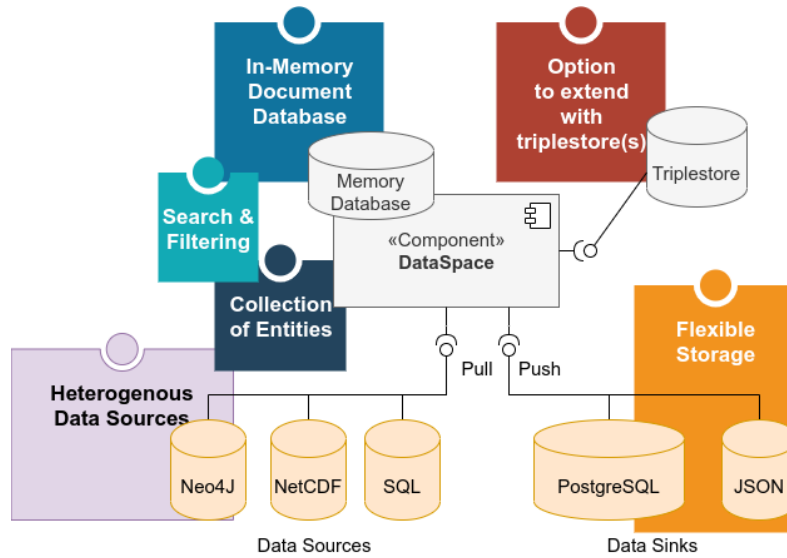 In-Memory
Document
Database
Option
to extend
with
triplestore(s)
Memory
Database
Triplestore
Search &
Filtering
«Component»
DataSpace
Collection
of Entities
Flexible
Storage
Pull
Push
Heterogenous
Data Sources
Neo4J
NetCDF
SQL
PostgreSQL
JSON
Data Sources
Data Sinks